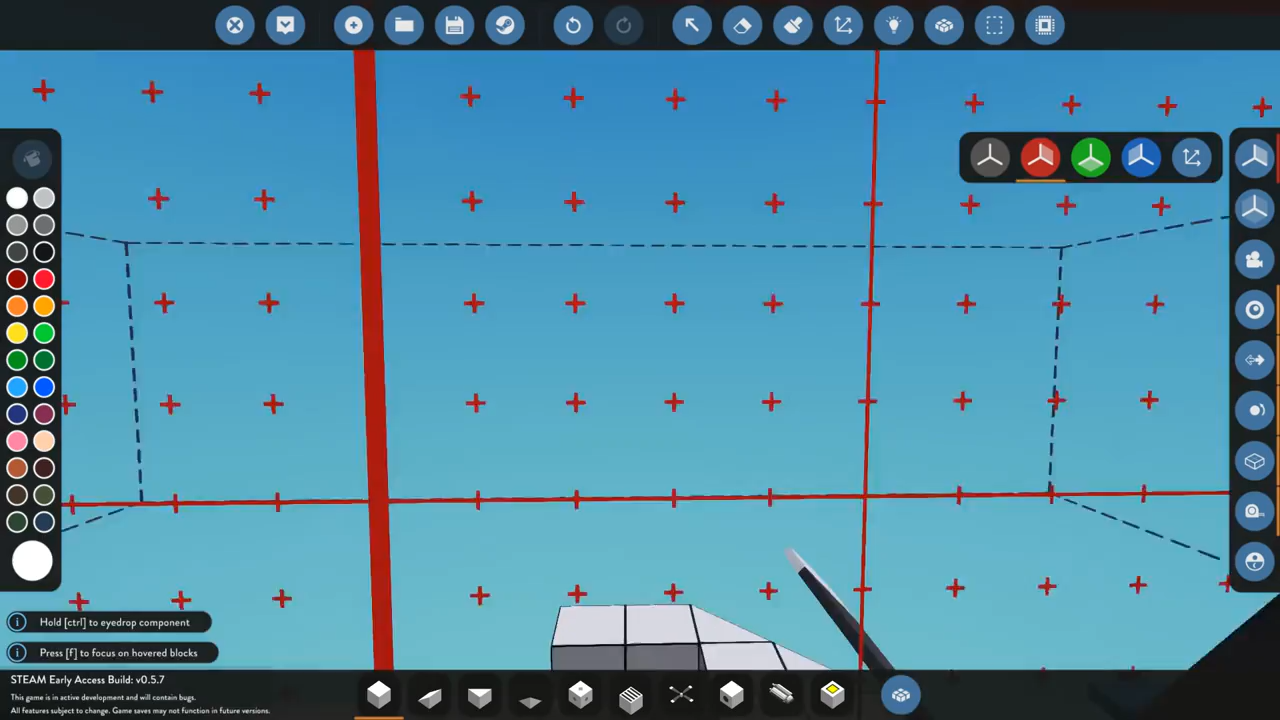 Hold [ctrl] to eyedrop component
Press [f] to focus on hovered blocks
STEAM Early Access Build: v0.5.7
This game is in active development and will contain bugs.
All features subject to change. Game saves may not function in future versions.